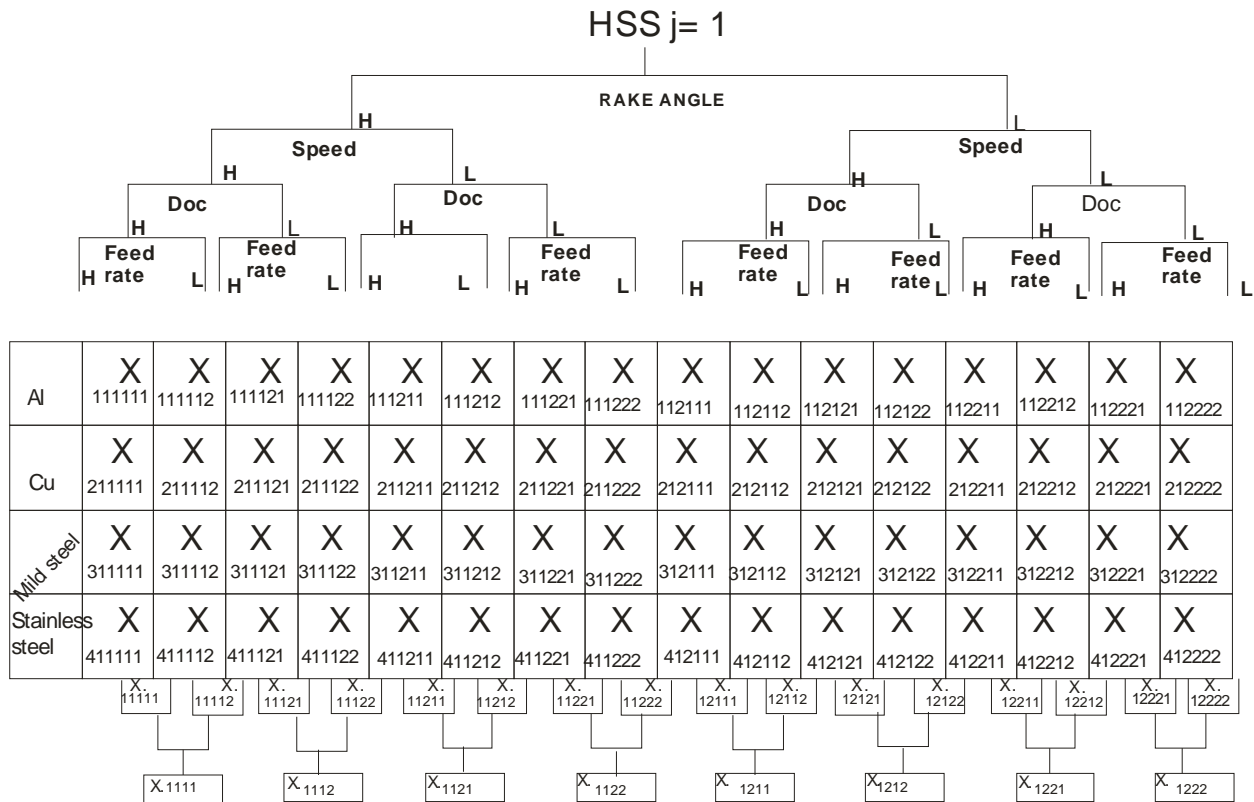 HSS j= 1
RAKE ANGLE
H L
Speed Speed
H L H L
Doc Doc Doc Doc
H L H L H L H L
Feed rate Feed rate Feed rate Feed rate Feed rate Feed rate Feed rate
H L H L H L H L H L H L H L H L
Al X X X X X X X X X X X X X X X X
111111 111112 111121 111122 111211 111212 111221 111222 112111 112112 112121 112122 112211 112212 112221 112222
Cu X X X X X X X X X X X X X X X X
211111 211112 211121 211122 211211 211212 211221 211222 212111 212112 212121 212122 212211 212212 212221 212222
Mild steel X X X X X X X X X X X X X X X X
311111 311112 311121 311122 311211 311212 311221 311222 312111 312112 312121 312122 312211 312212 312221 312222
Stainless steel X X X X X X X X X X X X X X X X
411111 411112 411121 411122 411211 411212 411221 411222 412111 412112 412121 412122 412211 412212 412221 412222
X. 11111 X. 11112 X. 11121 X. 11122 X. 11211 X. 11212 X. 11221 X. 11222 X. 12111 X. 12112 X. 12121 X. 12122 X. 12211 X. 12212 X. 12221 X. 12222
X. 1111 X. 1112 X. 1121 X. 1122 X. 1211 X. 1212 X. 1221 X. 1222